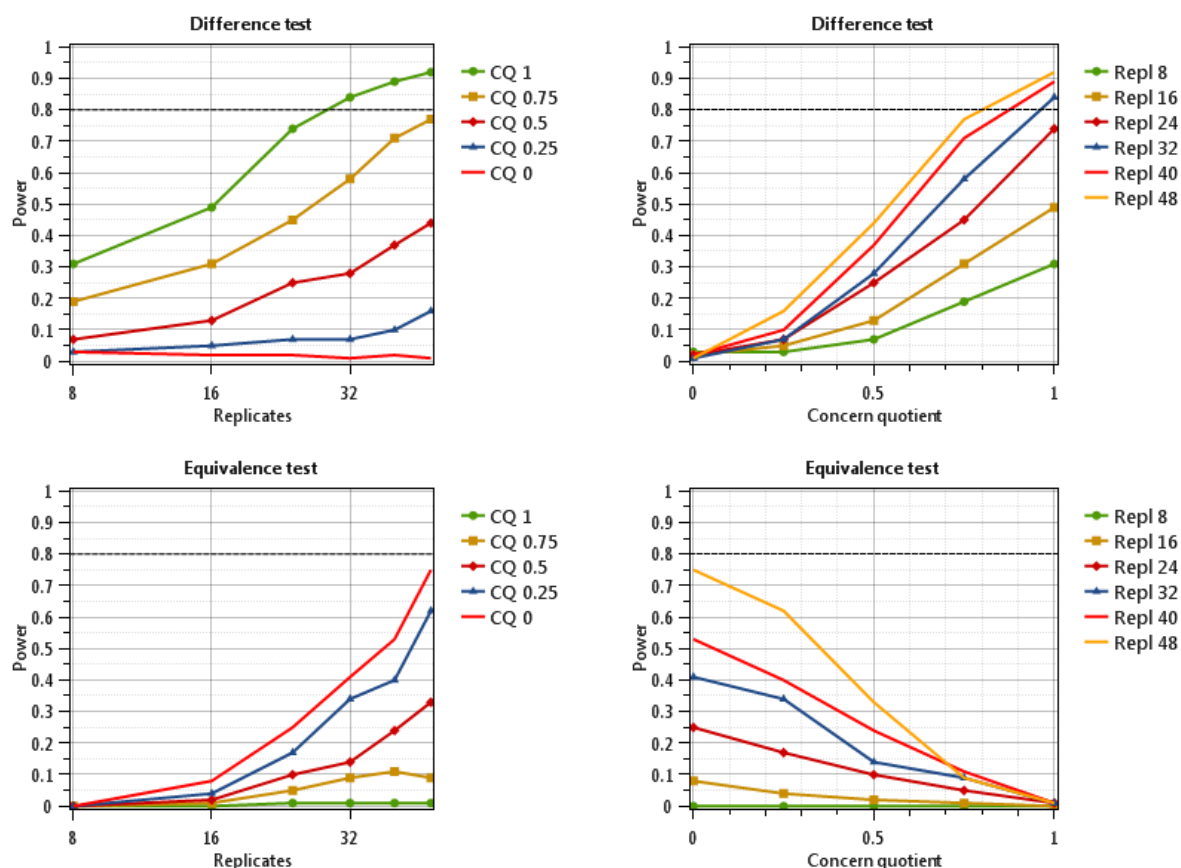 Difference test
1
0.9
0.8
0.7
0.6
0.5
0.4
0.3
0.2
0.1
0
Power
8 16 32
Replicates
CQ 1
CQ 0.75
CQ 0.5
CQ 0.25
CQ 0
Difference test
1
0.9
0.8
0.7
0.6
0.5
0.4
0.3
0.2
0.1
0
Power
0 0.5 1
Concern quotient
Repl 8
Repl 16
Repl 24
Repl 32
Repl 40
Repl 48
Equivalence test
1
0.9
0.8
0.7
0.6
0.5
0.4
0.3
0.2
0.1
0
Power
8 16 32
Replicates
CQ 1
CQ 0.75
CQ 0.5
CQ 0.25
CQ 0
Equivalence test
1
0.9
0.8
0.7
0.6
0.5
0.4
0.3
0.2
0.1
0
Power
0 0.5 1
Concern quotient
Repl 8
Repl 16
Repl 24
Repl 32
Repl 40
Repl 48